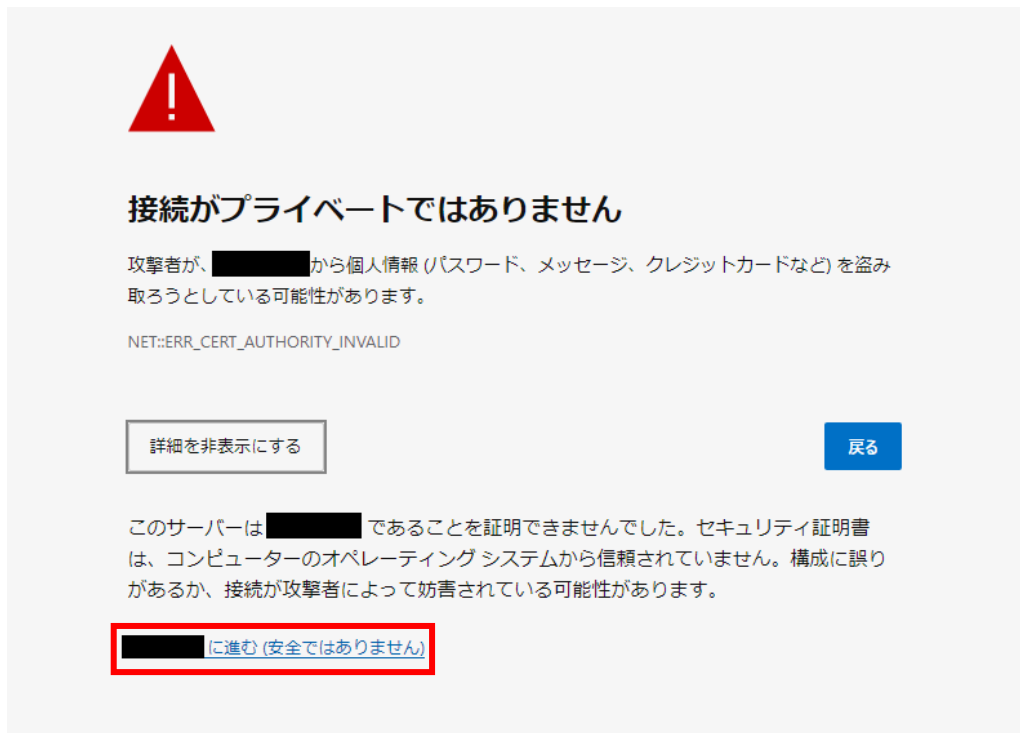 接続がプライベートではありません
攻撃者が、から個人情報 (パスワード、メッセージ、クレジットカードなど) を盗み
取ろうとしている可能性があります。
NET::ERR_CERT_AUTHORITY_INVALID
詳細を非表示にする
戻る
このサーバーは であることを証明できませんでした。セキュリティ証明書
は、コンピューターのオペレーティング システムから信頼されていません。構成に誤り
があるか、接続が攻撃者によって妨害されている可能性があります。
に進む (安全ではありません)